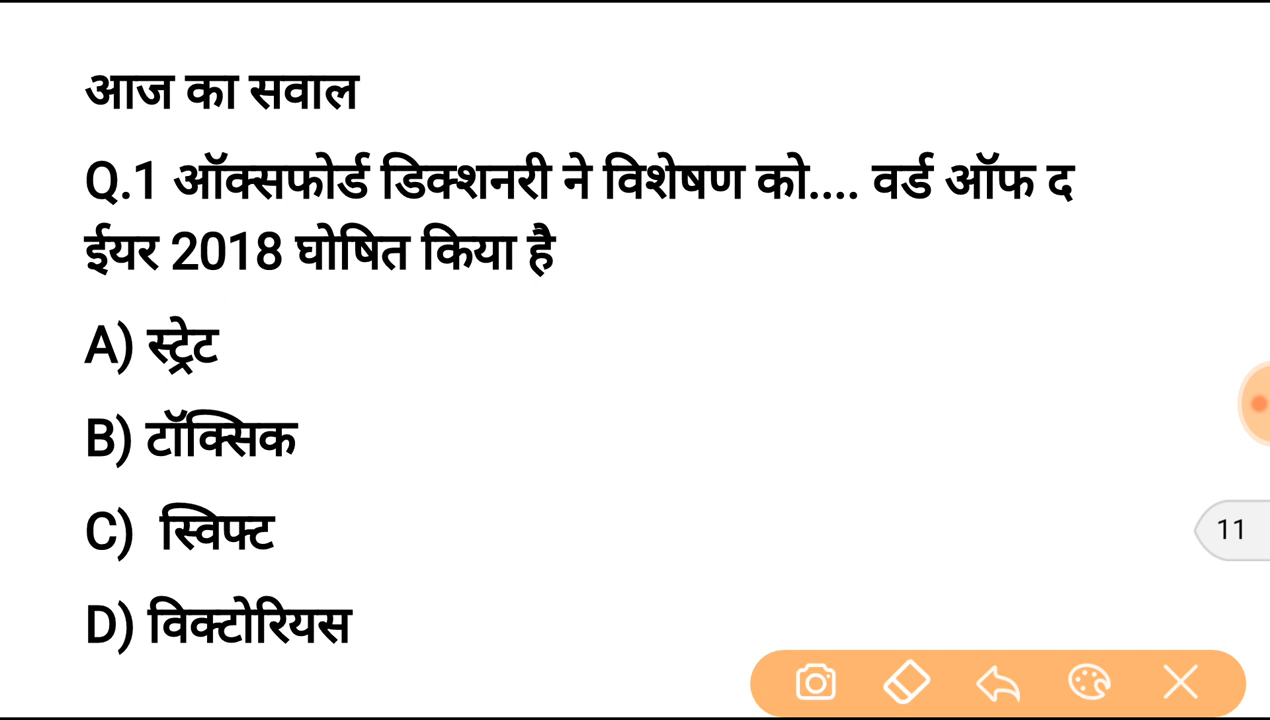 आज का सवाल
Q.1 ऑक्सफोर्ड डिक्शनरी ने विशेषण को.... वर्ड ऑफ द
ईयर 2018 घोषित किया है
A) स्ट्रेट
B) टॉक्सिक
C) स्विफ्ट
D) विक्टोरियस
11